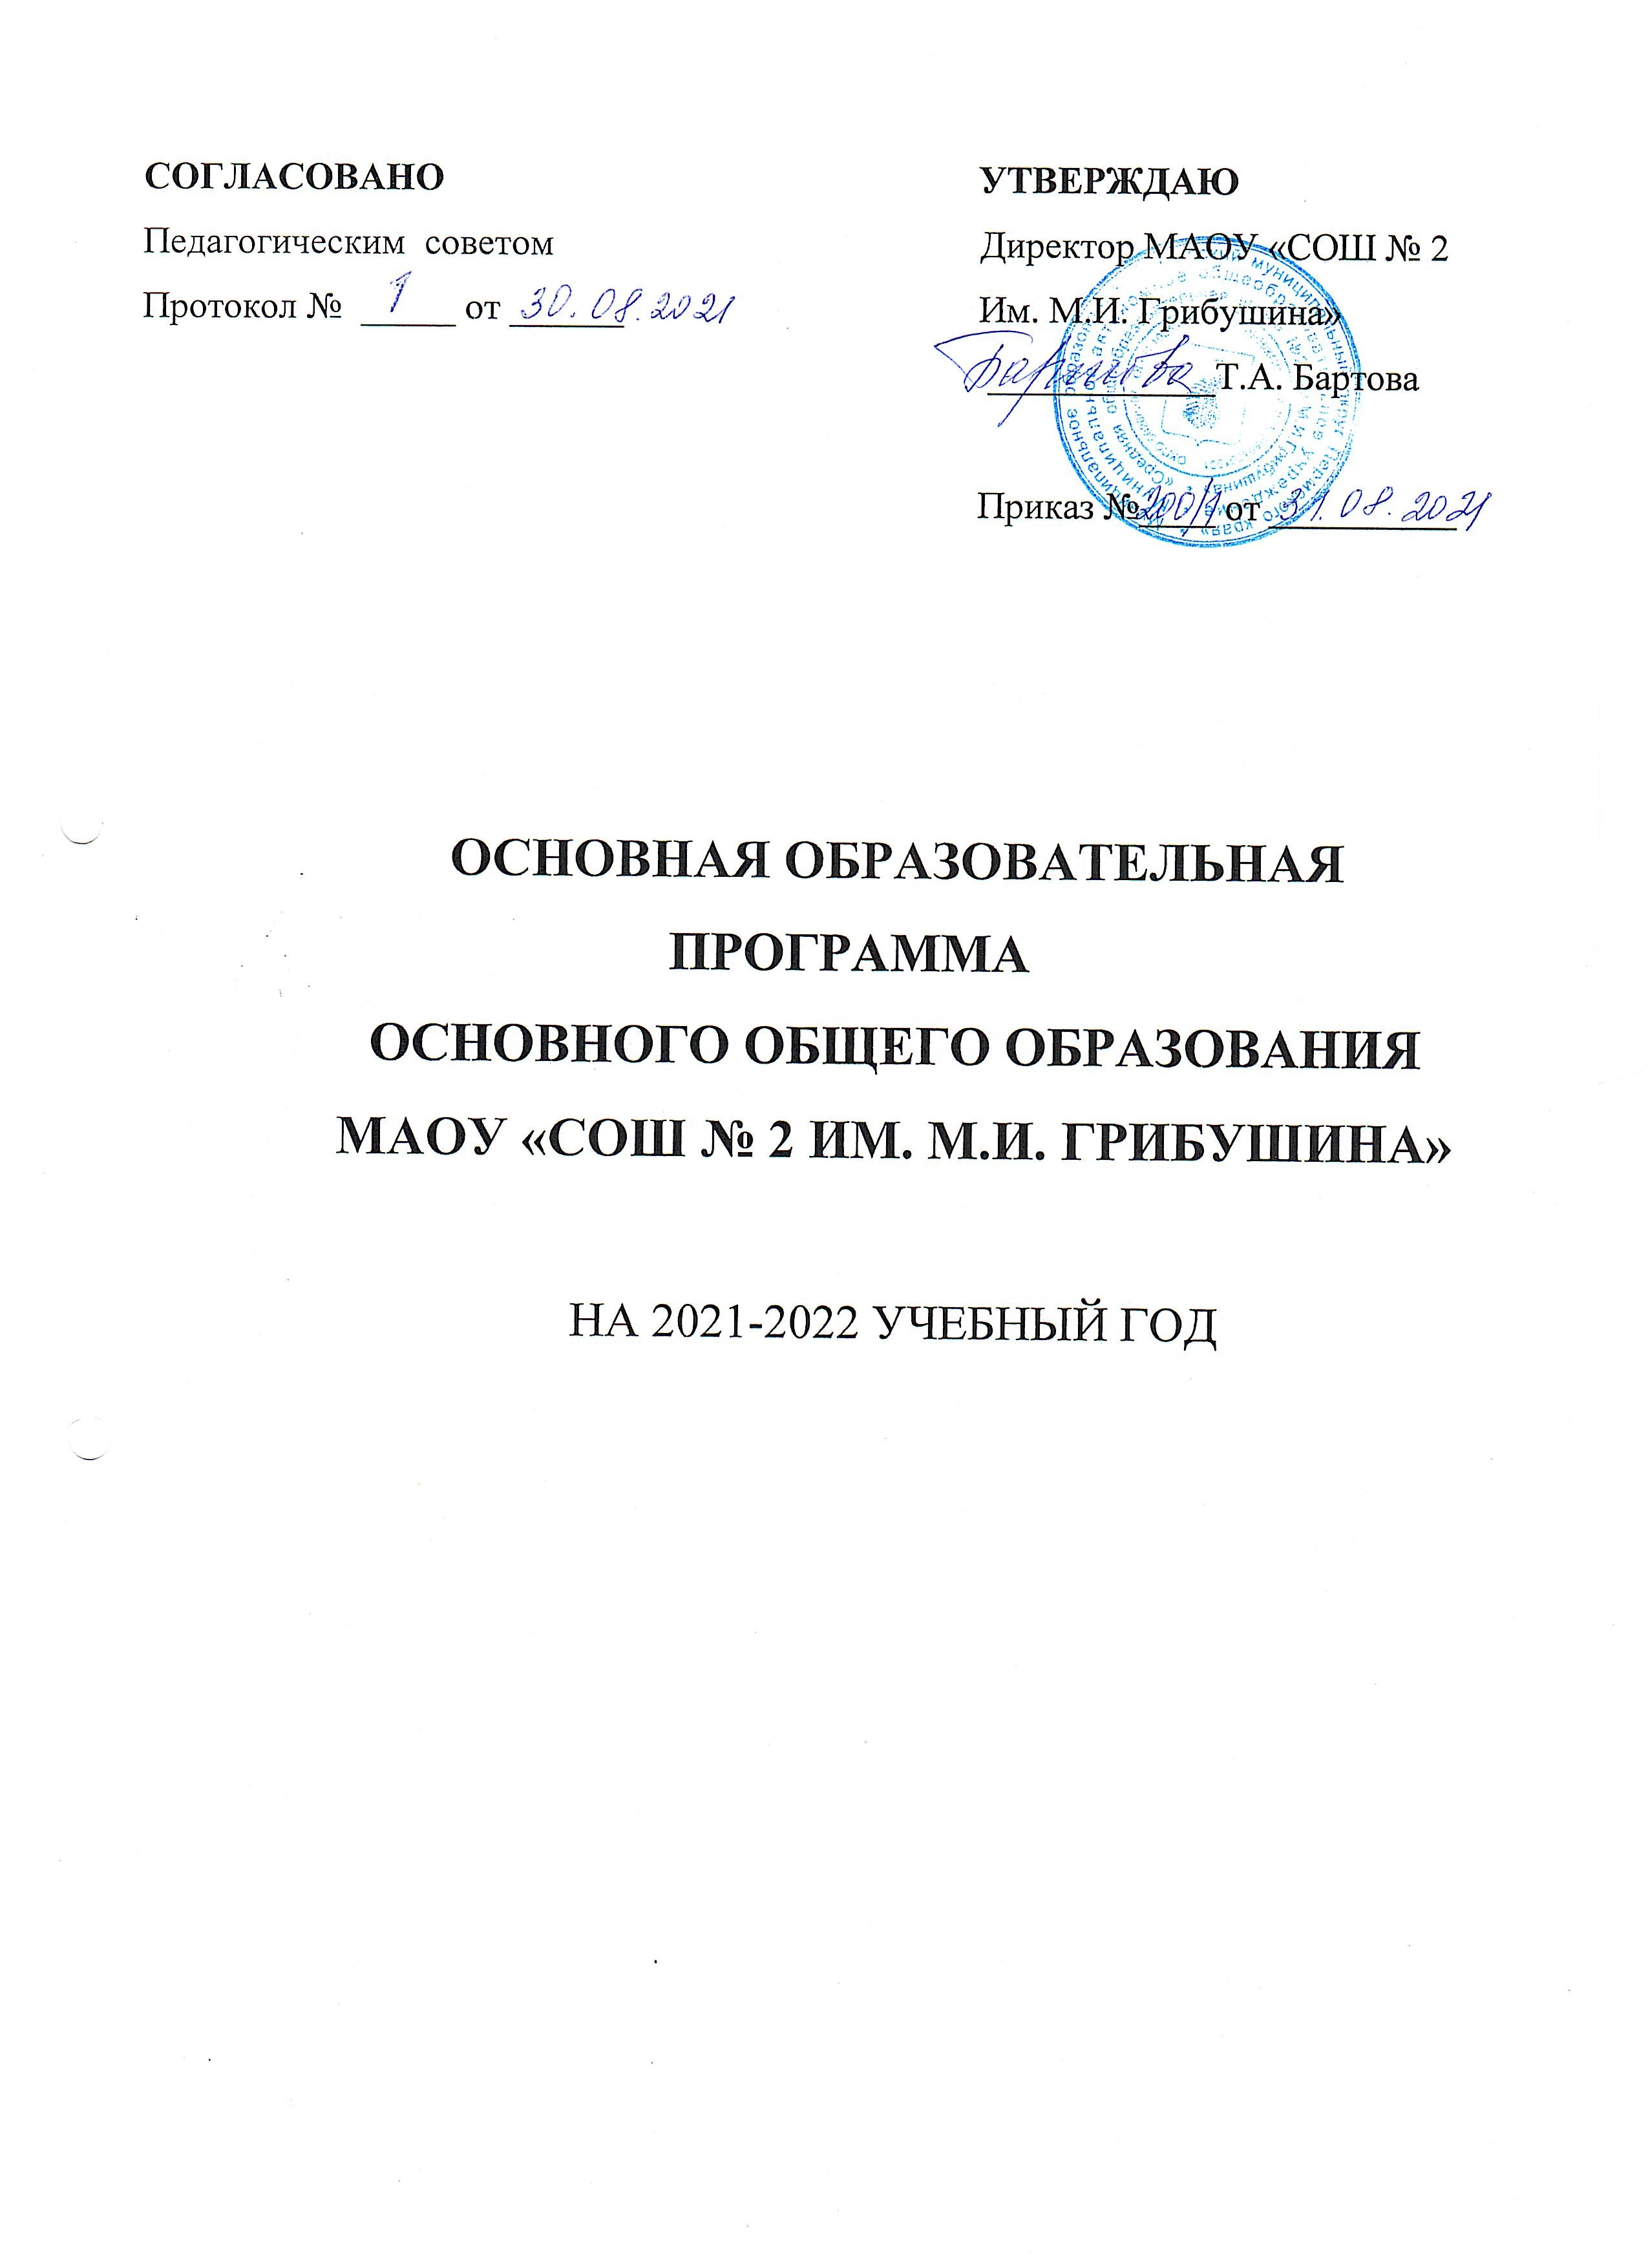 СОГЛАСОВАНО
Педагогическим советом
Протокол № 1 от 30.08.2021
УТВЕРЖДАЮ
Директор МАОУ «СОШ № 2
Им. М.И. Грибушина»
Т.А. Бартова
Приказ № 200/1 от 31.08.2021
ОСНОВНАЯ ОБРАЗОВАТЕЛЬНАЯ
ПРОГРАММА
ОСНОВНОГО ОБЩЕГО ОБРАЗОВАНИЯ
МАОУ «СОШ № 2 ИМ. М.И. ГРИБУШИНА»
НА 2021-2022 УЧЕБНЫЙ ГОД